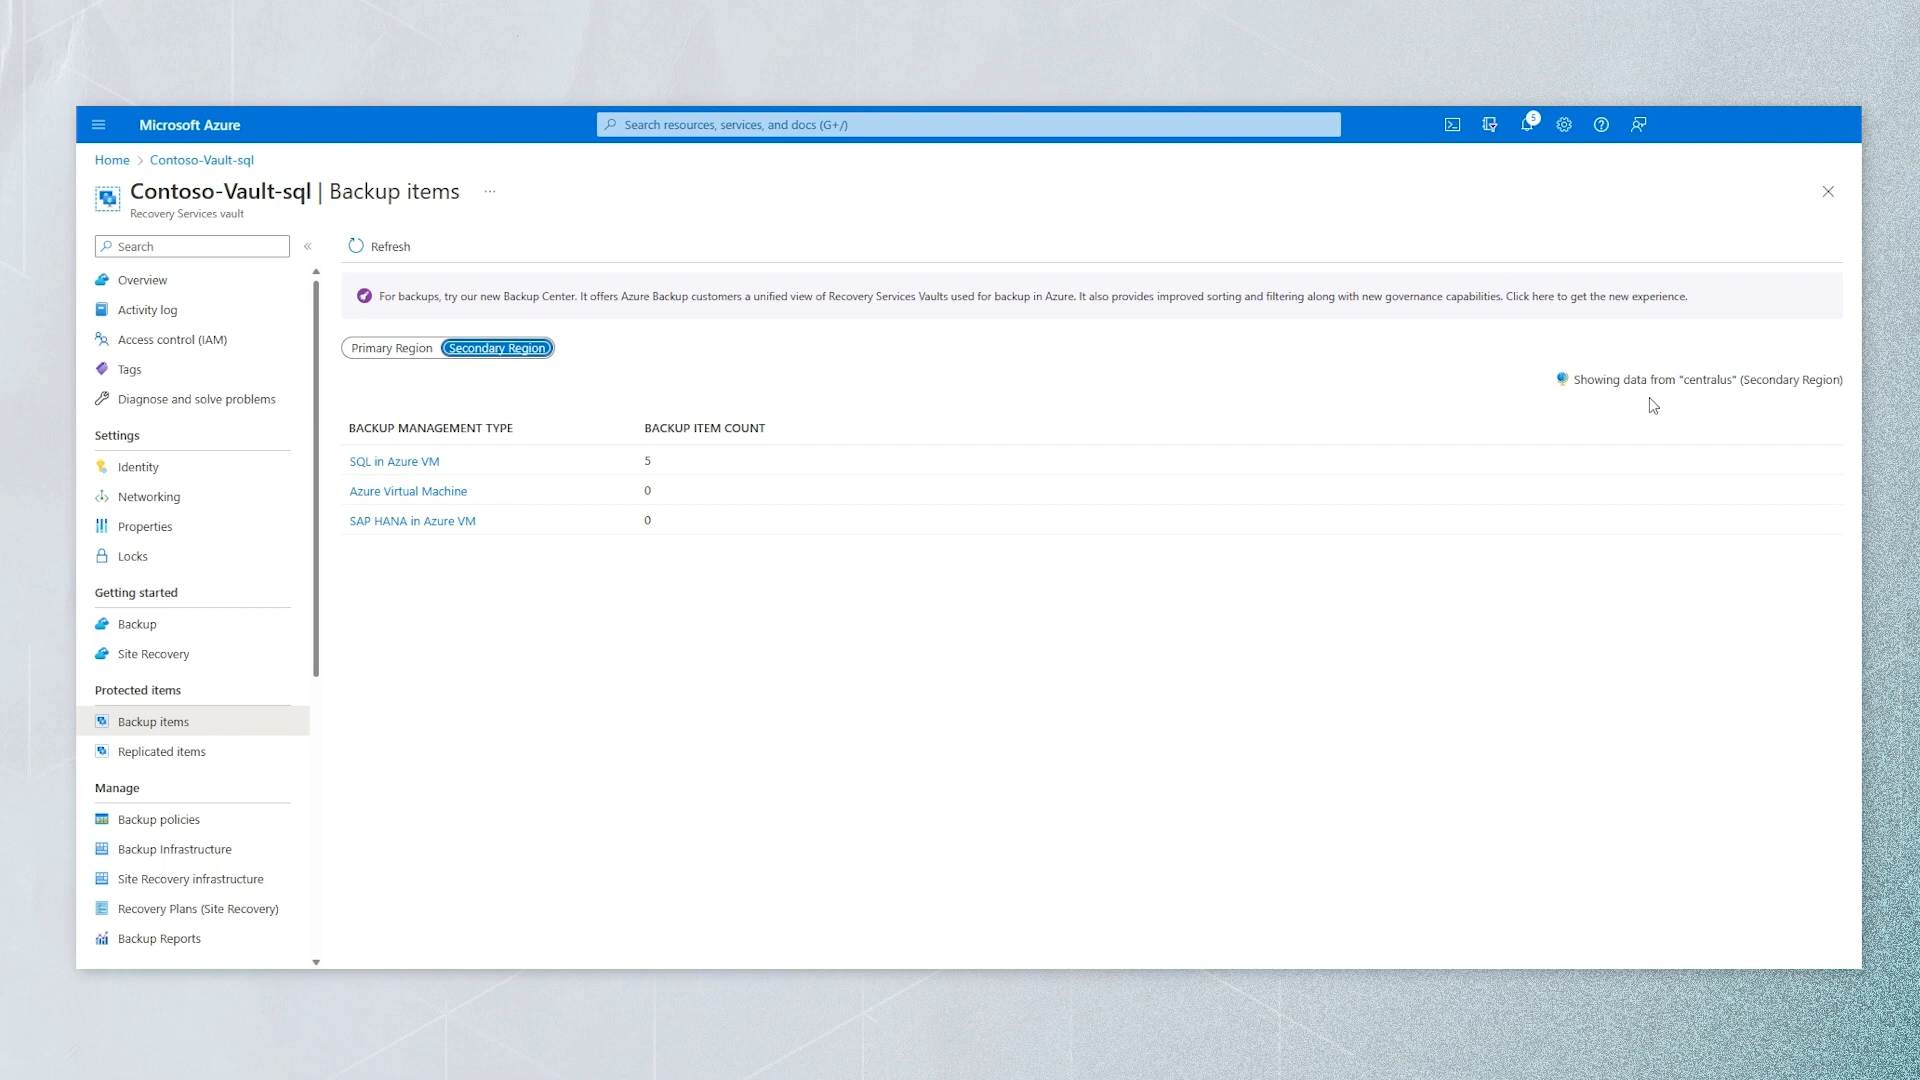 Microsoft Azure
Search resources, services, and docs (G+/)
5
Home > Contoso-Vault-sql
Contoso-Vault-sql | Backup items ...
Recovery Services vault
Search «
Refresh
Overview
Activity log
Access control (IAM)
Tags
Diagnose and solve problems
Settings
Identity
Networking
Properties
Locks
Getting started
Backup
Site Recovery
Protected items
Backup items
Replicated items
Manage
Backup policies
Backup Infrastructure
Site Recovery infrastructure
Recovery Plans (Site Recovery)
Backup Reports
For backups, try our new Backup Center. It offers Azure Backup customers a unified view of Recovery Services Vaults used for backup in Azure. It also provides improved sorting and filtering along with new governance capabilities. Click here to get the new experience.
Primary Region Secondary Region
Showing data from "centralus" (Secondary Region)
BACKUP MANAGEMENT TYPE BACKUP ITEM COUNT
SQL in Azure VM 5
Azure Virtual Machine 0
SAP HANA in Azure VM 0